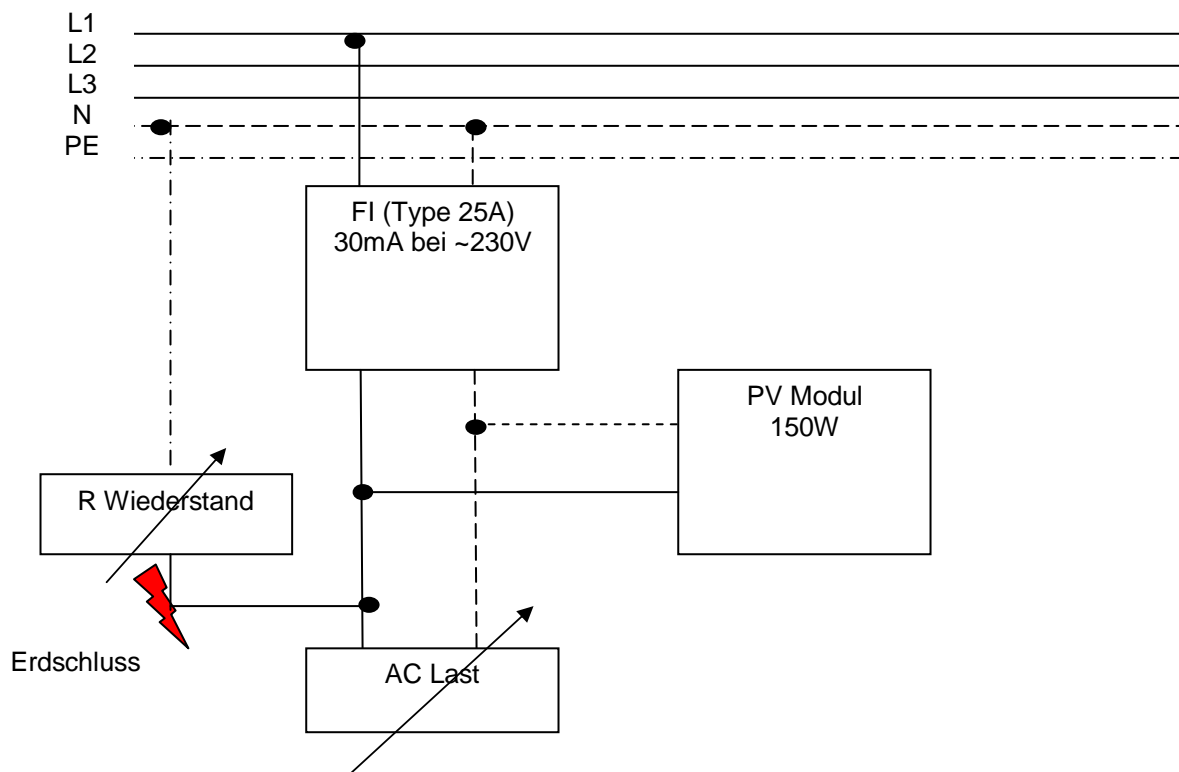 L1
L2
L3
N
PE
FI (Type 25A)
30mA bei ~230V
PV Modul
150W
R Wiederstand
Erdschluss
AC Last